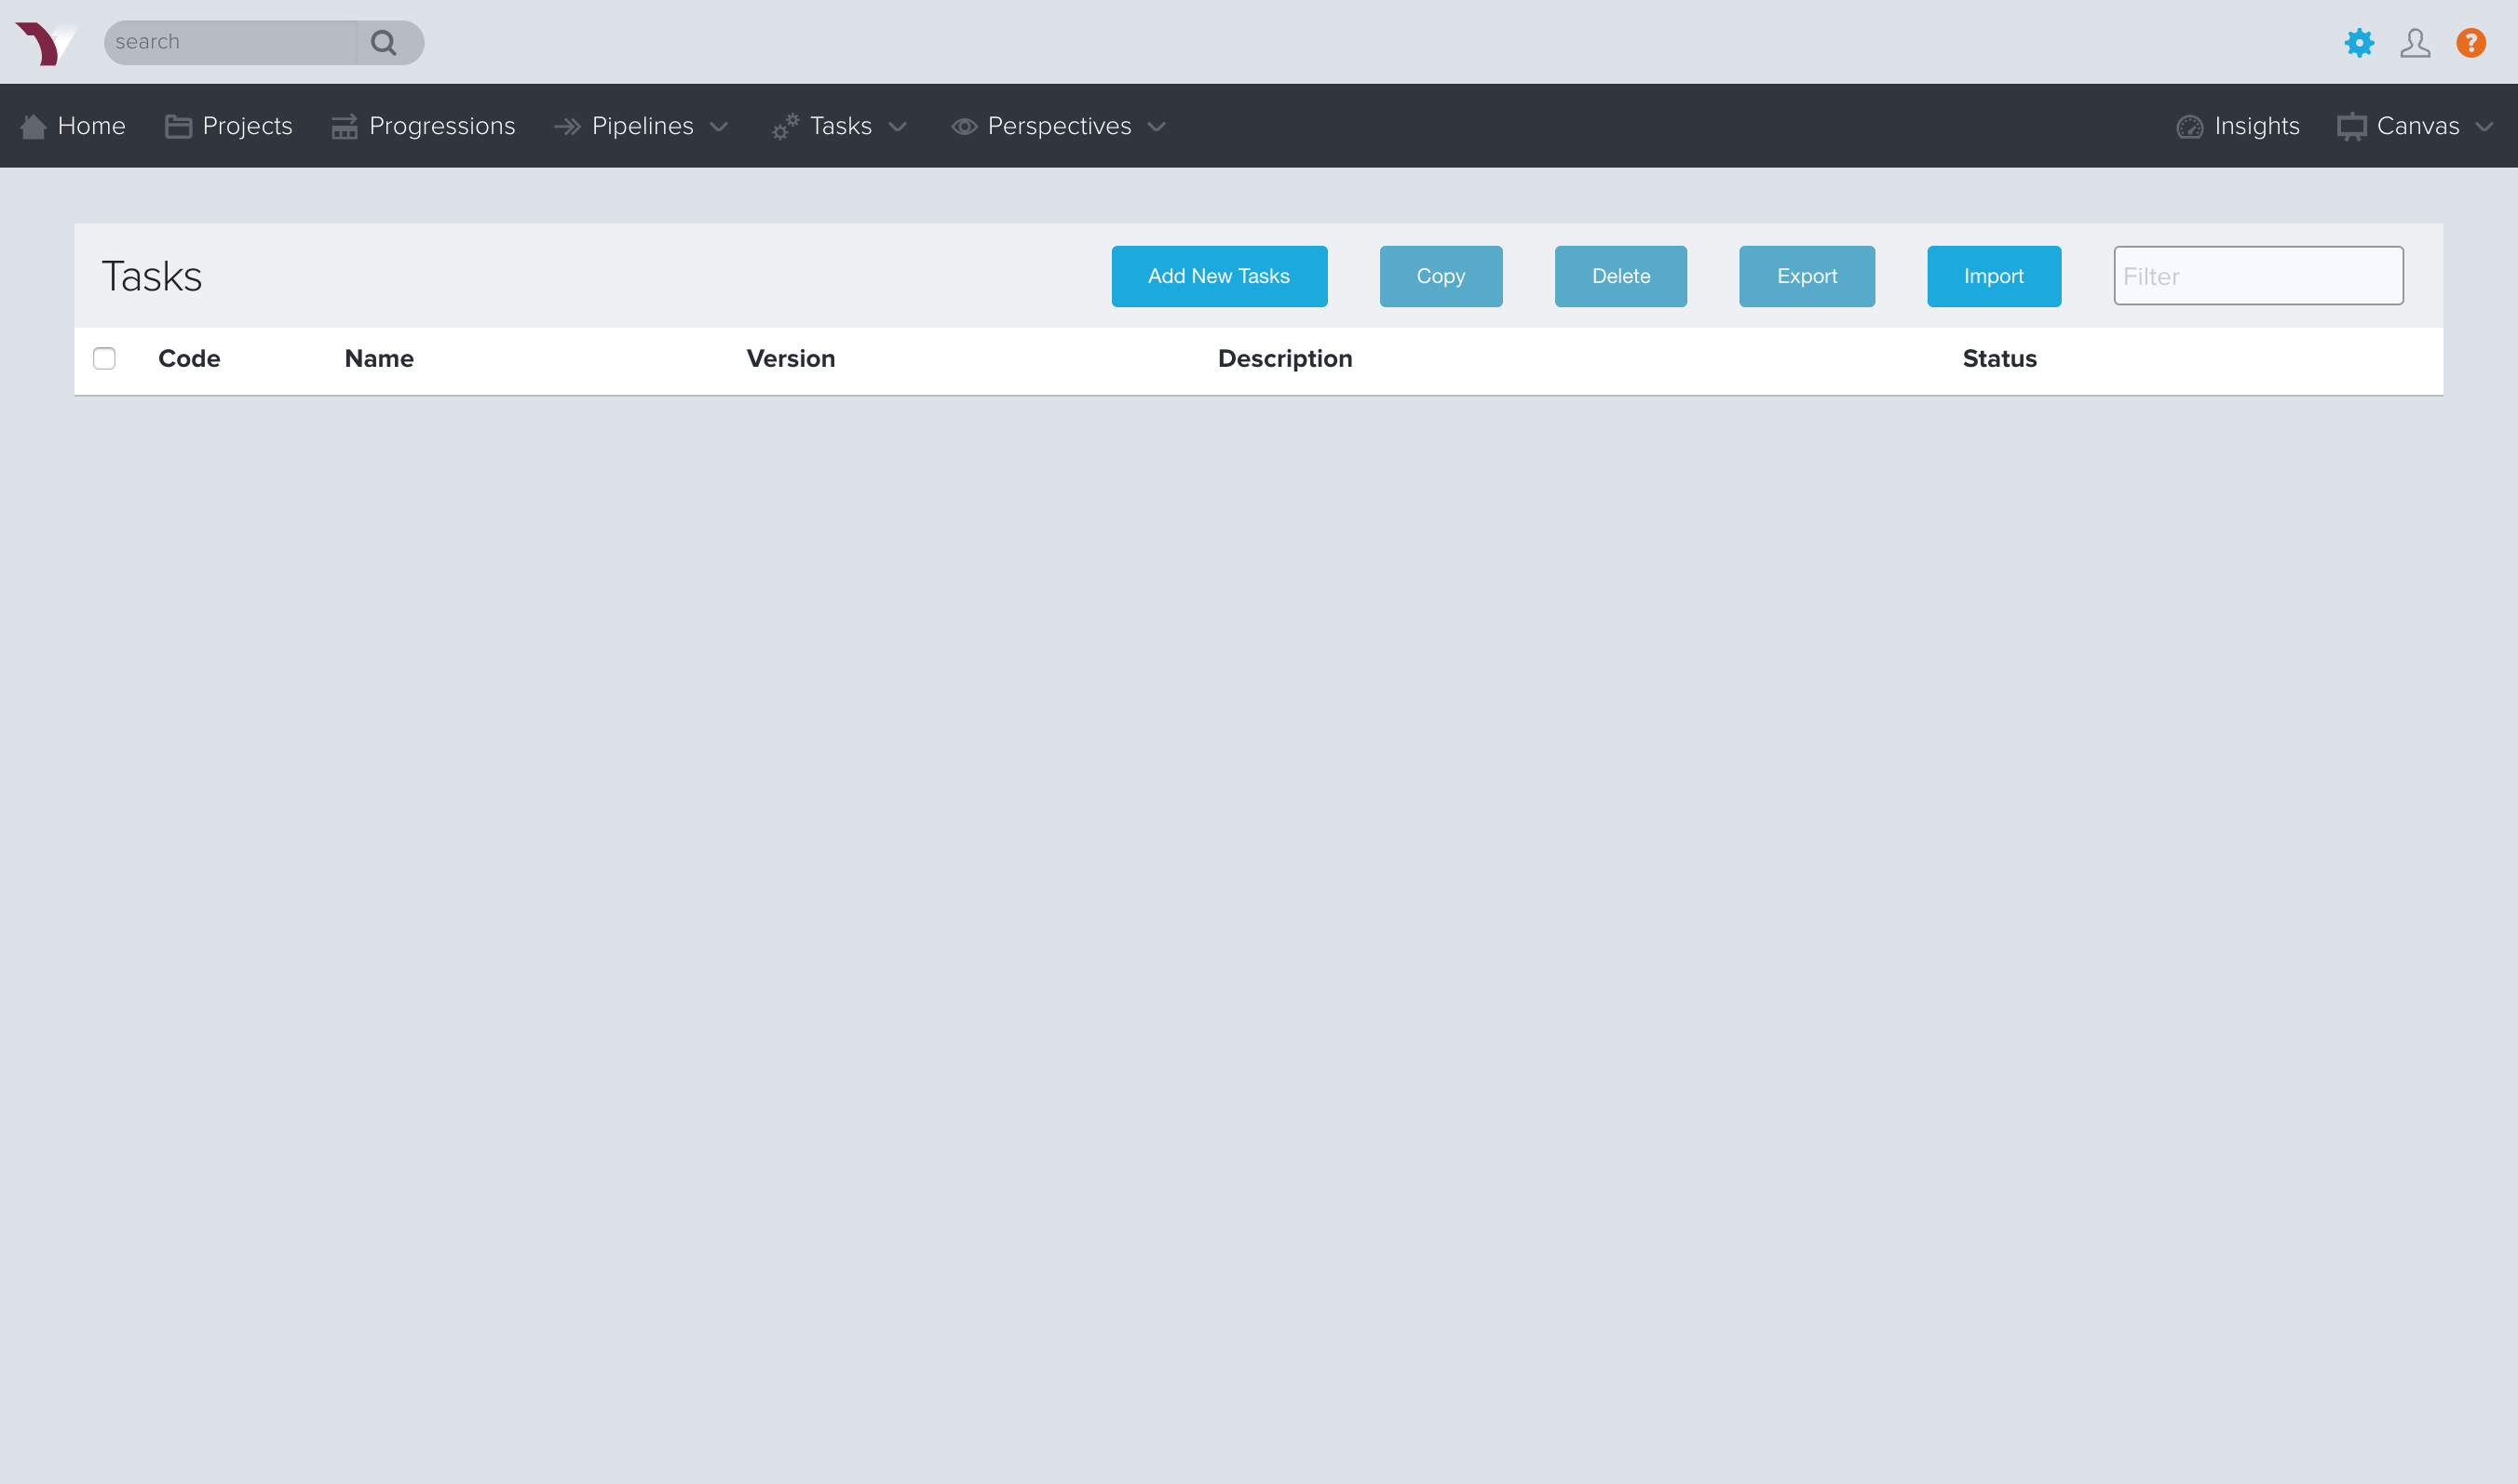 search
Home Projects Progressions Pipelines Tasks Perspectives Insights Canvas
Tasks Add New Tasks Copy Delete Export Import Filter
Code Name Version Description Status